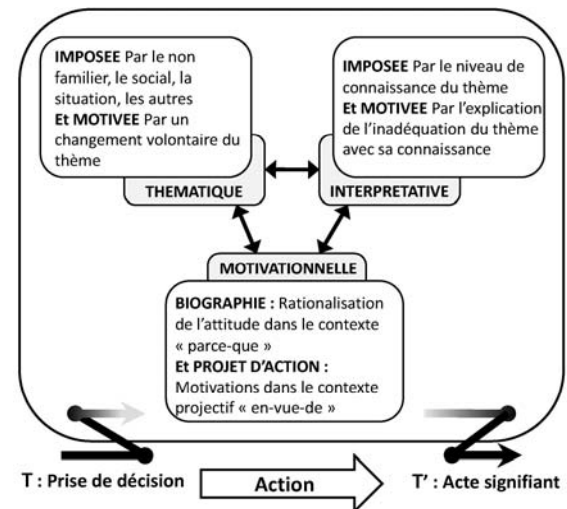 IMPOSEE Par le non
familier, le social, la
situation, les autres
Et MOTIVEE Par un
changement volontaire du
thème
THEMATIQUE
IMPOSEE Par le niveau de
connaissance du thème
Et MOTIVEE Par l'explication
de l'inadéquation du thème
avec sa connaissance
INTERPRETATIVE
MOTIVATIONNELLE
BIOGRAPHIE : Rationalisation
de l'attitude dans le contexte
« parce-que »
Et PROJET D'ACTION :
Motivations dans le contexte
projectif « en-vue-de »
T : Prise de décision
Action
T' : Acte signifiant